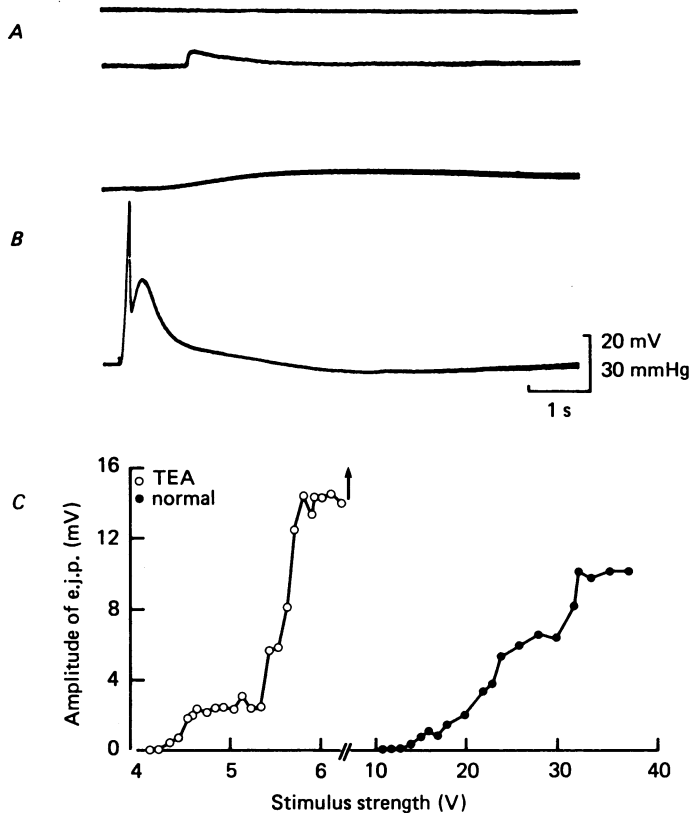 A
B
20 mV
30 mmHg
1 s
C
16
12
8
4
0
TEA
normal
Amplitude of e.j.p. (mV)
4 5 6 10 20 30 40
Stimulus strength (V)